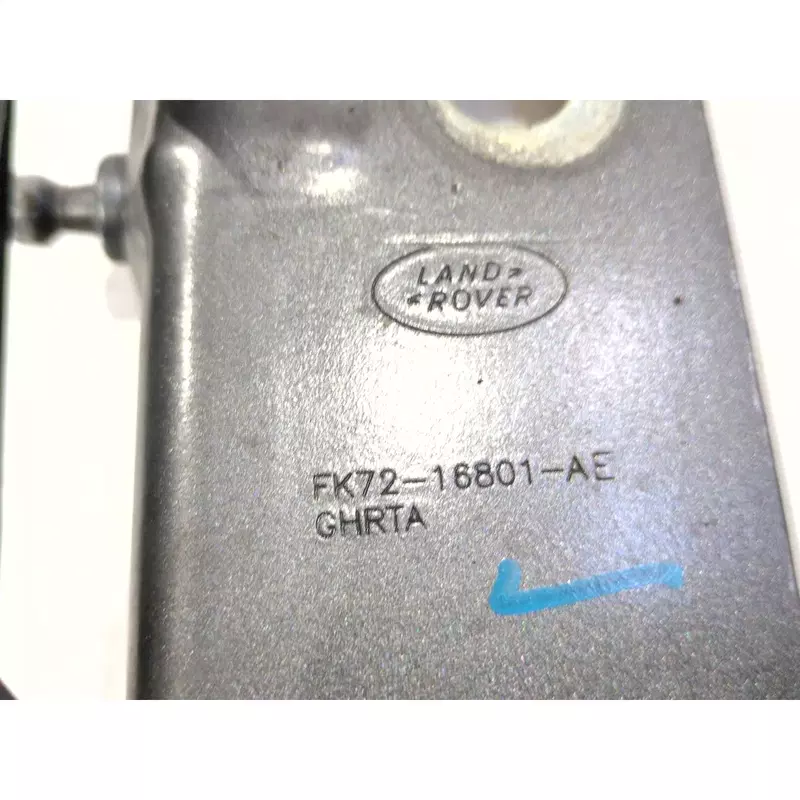 LAND
ROVER
FK72-16801-AE
GHRTA